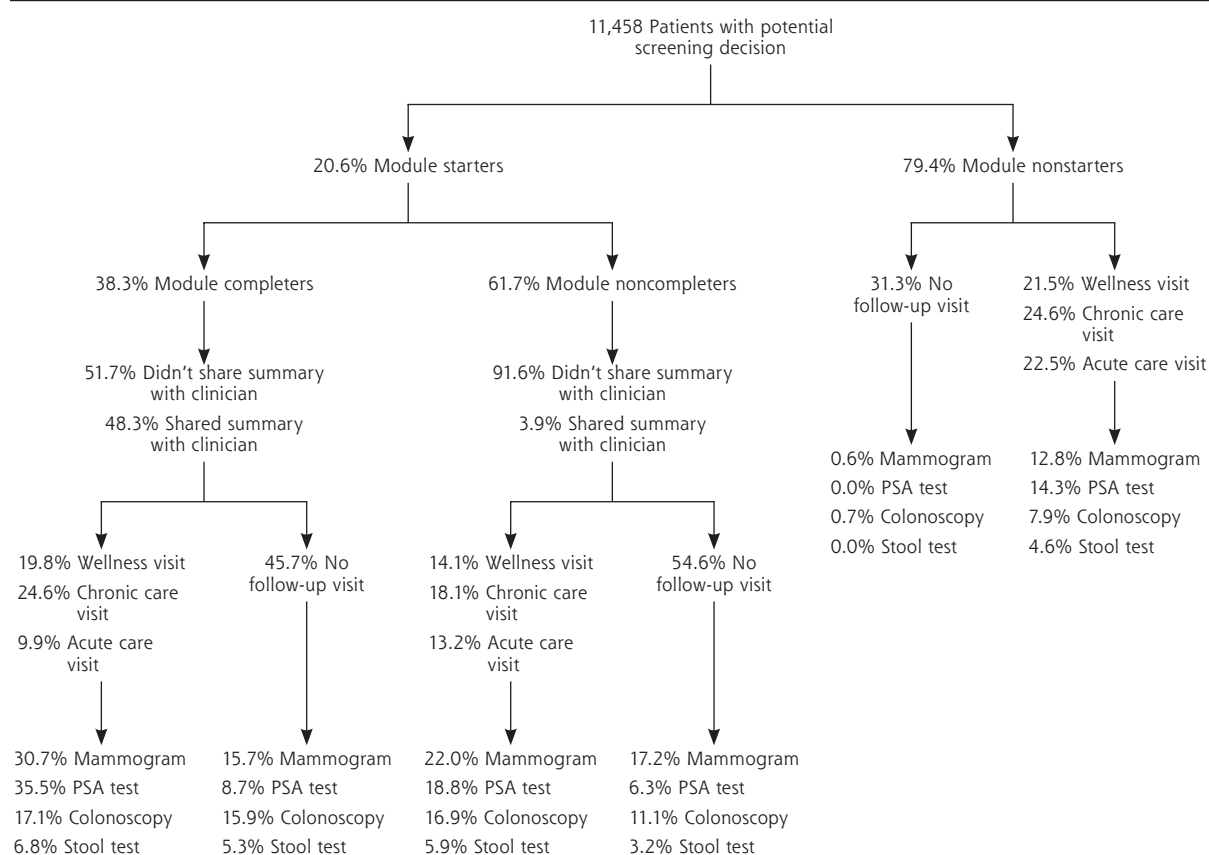 11,458 Patients with potential
screening decision
20.6% Module starters
79.4% Module nonstarters
38.3% Module completers
61.7% Module noncompleters
31.3% No
follow-up visit
21.5% Wellness visit
24.6% Chronic care
visit
22.5% Acute care visit
51.7% Didn't share summary
with clinician
48.3% Shared summary
with clinician
91.6% Didn't share summary
with clinician
3.9% Shared summary
with clinician
0.6% Mammogram
0.0% PSA test
0.7% Colonoscopy
0.0% Stool test
12.8% Mammogram
14.3% PSA test
7.9% Colonoscopy
4.6% Stool test
19.8% Wellness visit
24.6% Chronic care
visit
9.9% Acute care
visit
45.7% No
follow-up visit
14.1% Wellness visit
18.1% Chronic care
visit
13.2% Acute care
visit
54.6% No
follow-up visit
30.7% Mammogram
35.5% PSA test
17.1% Colonoscopy
6.8% Stool test
15.7% Mammogram
8.7% PSA test
15.9% Colonoscopy
5.3% Stool test
22.0% Mammogram
18.8% PSA test
16.9% Colonoscopy
5.9% Stool test
17.2% Mammogram
6.3% PSA test
11.1% Colonoscopy
3.2% Stool test